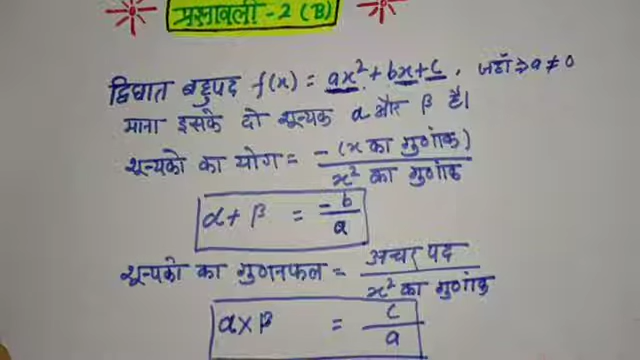 प्रश्नावली - 2 (B)
द्विघात बहुपद f(x) = ax² + bx + c, जहाँ ⇒ a ≠ 0
माना इसके दो शून्यक α और β है।
शून्यको का योग = -(x का गुणांक) / x² का गुणांक
α + β = -b / a
शून्यको का गुणनफल = अचर पद / x² का गुणांक
α × β = c / a